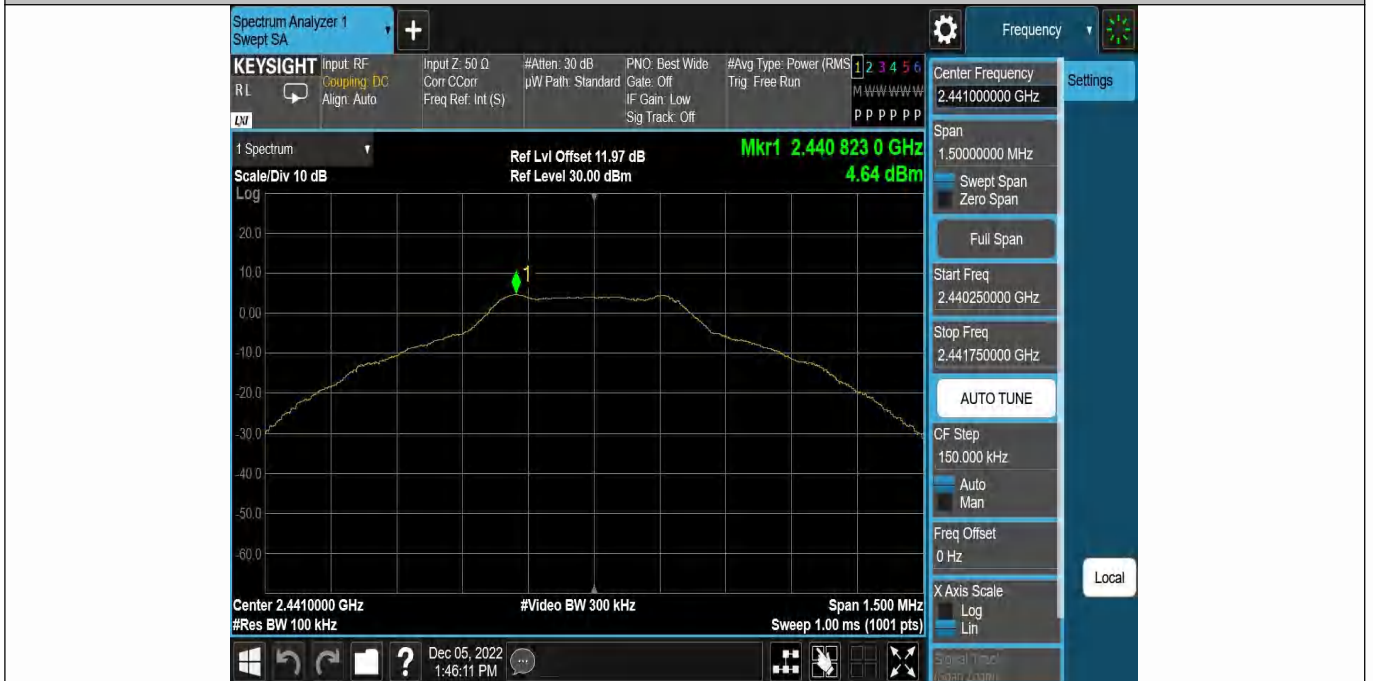 Spectrum Analyzer 1
Swept SA
+
Frequency
KEYSIGHT
RL
LXI
Input: RF
Coupling: DC
Align: Auto
Input Z: 50 Ω
Corr CCorr
Freq Ref: Int (S)
#Atten: 30 dB
µW Path: Standard
PNO: Best Wide
Gate: Off
IF Gain: Low
Sig Track: Off
#Avg Type: Power (RMS
Trig: Free Run
1 2 3 4 5 6
M W W W W W
P P P P P P
1 Spectrum
Scale/Div 10 dB
Log
Ref Lvl Offset 11.97 dB
Ref Level 30.00 dBm
Mkr1 2.440 823 0 GHz
4.64 dBm
1
20.0
10.0
0.00
-10.0
-20.0
-30.0
-40.0
-50.0
-60.0
Center 2.4410000 GHz
#Res BW 100 kHz
#Video BW 300 kHz
Span 1.500 MHz
Sweep 1.00 ms (1001 pts)
Center Frequency
2.441000000 GHz
Settings
Span
1.50000000 MHz
Swept Span
Zero Span
Full Span
Start Freq
2.440250000 GHz
Stop Freq
2.441750000 GHz
AUTO TUNE
CF Step
150.000 kHz
Auto
Man
Freq Offset
0 Hz
X Axis Scale
Log
Lin
Signal Track
(Span Zoom)
Local
?
Dec 05, 2022
1:46:11 PM